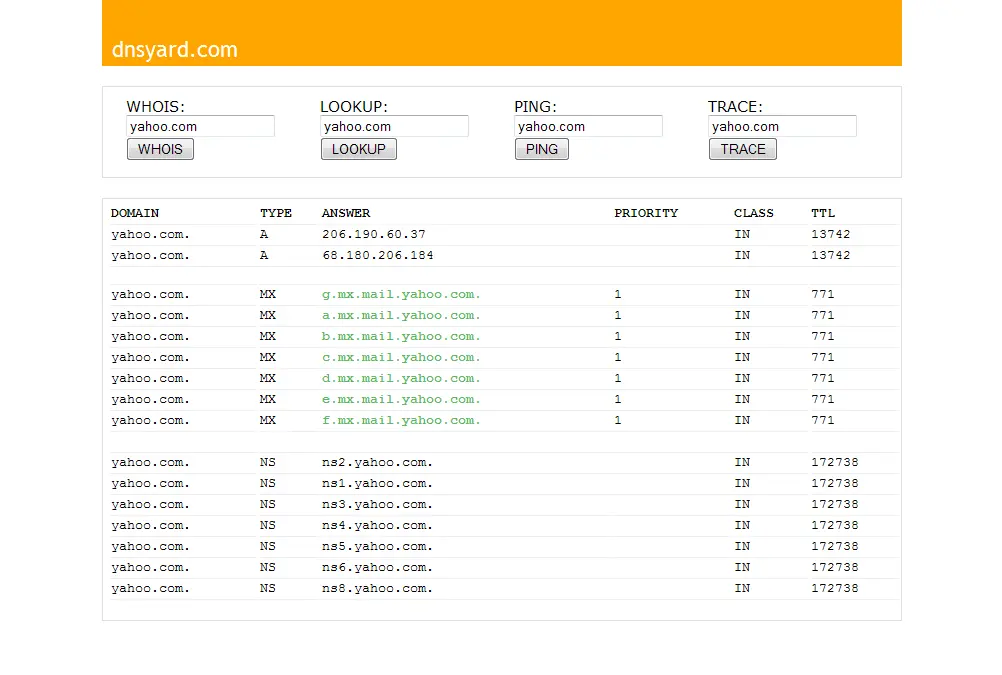 dnsyard.com
WHOIS: LOOKUP: PING: TRACE:
yahoo.com yahoo.com yahoo.com yahoo.com
WHOIS LOOKUP PING TRACE
DOMAIN TYPE ANSWER PRIORITY CLASS TTL
yahoo.com. A 206.190.60.37 IN 13742
yahoo.com. A 68.180.206.184 IN 13742
yahoo.com. MX g.mx.mail.yahoo.com. 1 IN 771
yahoo.com. MX a.mx.mail.yahoo.com. 1 IN 771
yahoo.com. MX b.mx.mail.yahoo.com. 1 IN 771
yahoo.com. MX c.mx.mail.yahoo.com. 1 IN 771
yahoo.com. MX d.mx.mail.yahoo.com. 1 IN 771
yahoo.com. MX e.mx.mail.yahoo.com. 1 IN 771
yahoo.com. MX f.mx.mail.yahoo.com. 1 IN 771
yahoo.com. NS ns2.yahoo.com. IN 172738
yahoo.com. NS ns1.yahoo.com. IN 172738
yahoo.com. NS ns3.yahoo.com. IN 172738
yahoo.com. NS ns4.yahoo.com. IN 172738
yahoo.com. NS ns5.yahoo.com. IN 172738
yahoo.com. NS ns6.yahoo.com. IN 172738
yahoo.com. NS ns8.yahoo.com. IN 172738